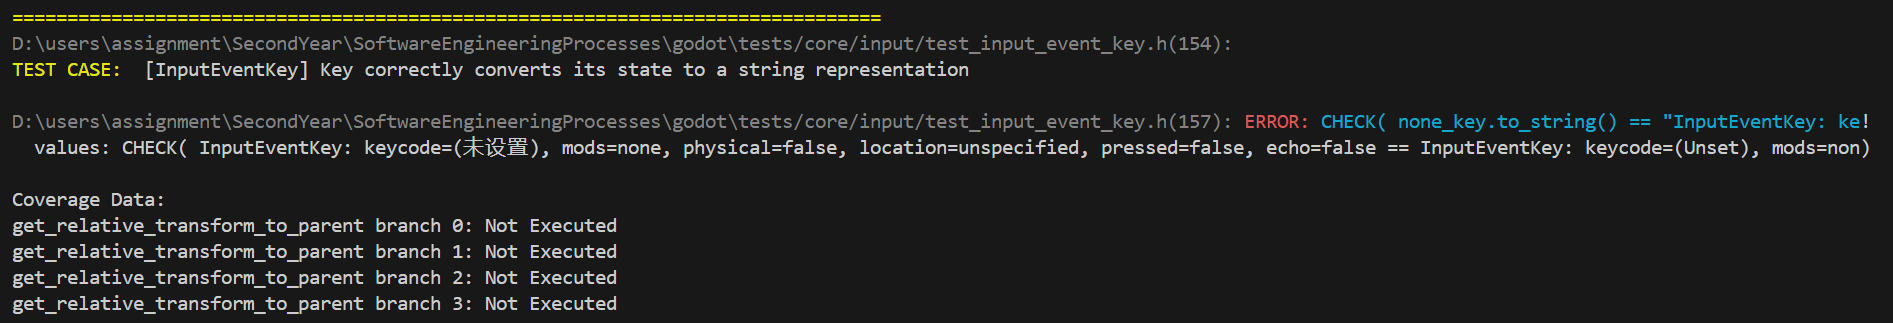 ===============================================================================
D:\users\assignment\SecondYear\SoftwareEngineeringProcesses\godot\tests/core/input/test_input_event_key.h(154):
TEST CASE:  [InputEventKey] Key correctly converts its state to a string representation
D:\users\assignment\SecondYear\SoftwareEngineeringProcesses\godot\tests/core/input/test_input_event_key.h(157): ERROR: CHECK( none_key.to_string() == "InputEventKey: ke!
  values: CHECK( InputEventKey: keycode=(未设置), mods=none, physical=false, location=unspecified, pressed=false, echo=false == InputEventKey: keycode=(Unset), mods=non)
Coverage Data:
get_relative_transform_to_parent branch 0: Not Executed
get_relative_transform_to_parent branch 1: Not Executed
get_relative_transform_to_parent branch 2: Not Executed
get_relative_transform_to_parent branch 3: Not Executed